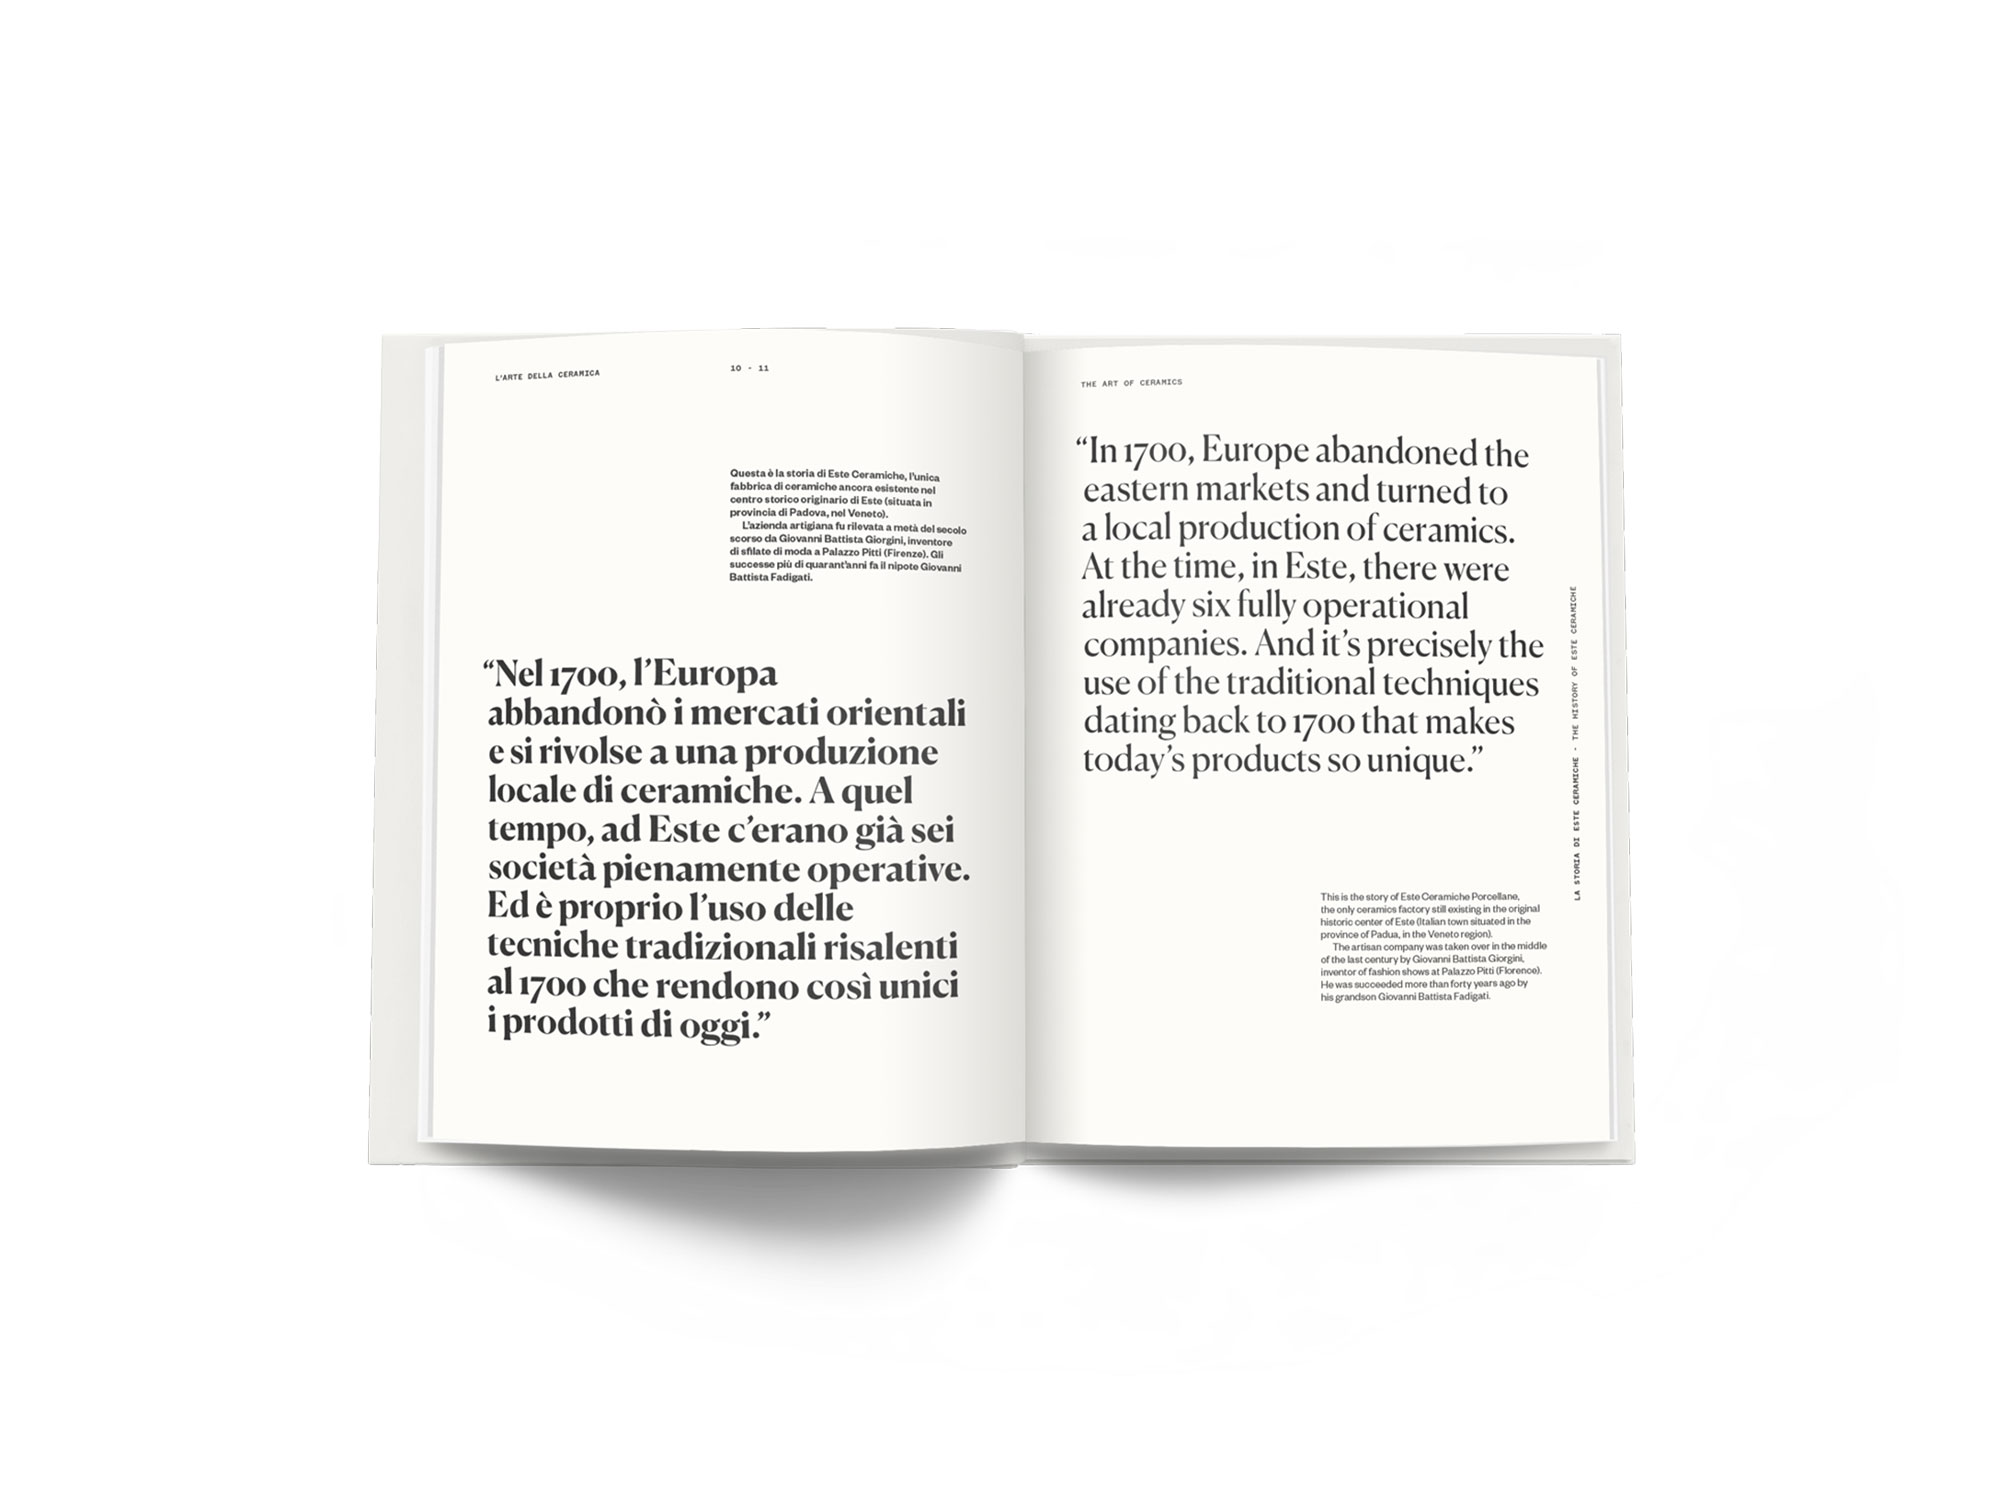 L'ARTE DELLA CERAMICA
10 - 11
Questa è la storia di Este Ceramiche, l'unica
fabbrica di ceramiche ancora esistente nel
centro storico originario di Este (situata in
provincia di Padova, nel Veneto).
L'azienda artigiana fu rilevata a metà del secolo
scorso da Giovanni Battista Giorgini, inventore
di sfilate di moda a Palazzo Pitti (Firenze). Gli
successe più di quarant'anni fa il nipote Giovanni
Battista Fadigati.
“Nel 1700, l’Europa
abbandonò i mercati orientali
e si rivolse a una produzione
locale di ceramiche. A quel
tempo, ad Este c’erano già sei
società pienamente operative.
Ed è proprio l’uso delle
tecniche tradizionali risalenti
al 1700 che rendono così unici
i prodotti di oggi.”
THE ART OF CERAMICS
“In 1700, Europe abandoned the
eastern markets and turned to
a local production of ceramics.
At the time, in Este, there were
already six fully operational
companies. And it’s precisely the
use of the traditional techniques
dating back to 1700 that makes
today’s products so unique.”
This is the story of Este Ceramiche Porcellane,
the only ceramics factory still existing in the original
historic center of Este (Italian town situated in the
province of Padua, in the Veneto region).
The artisan company was taken over in the middle
of the last century by Giovanni Battista Giorgini,
inventor of fashion shows at Palazzo Pitti (Florence).
He was succeeded more than forty years ago by
his grandson Giovanni Battista Fadigati.
LA STORIA DI ESTE CERAMICHE - THE HISTORY OF ESTE CERAMICHE